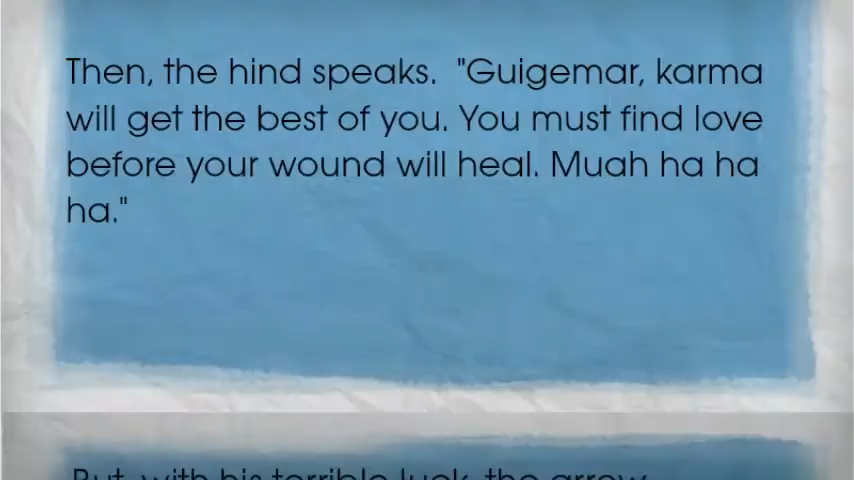 Then, the hind speaks.  "Guigemar, karma
will get the best of you. You must find love
before your wound will heal. Muah ha ha
ha."
But, with his terrible luck, the arrow